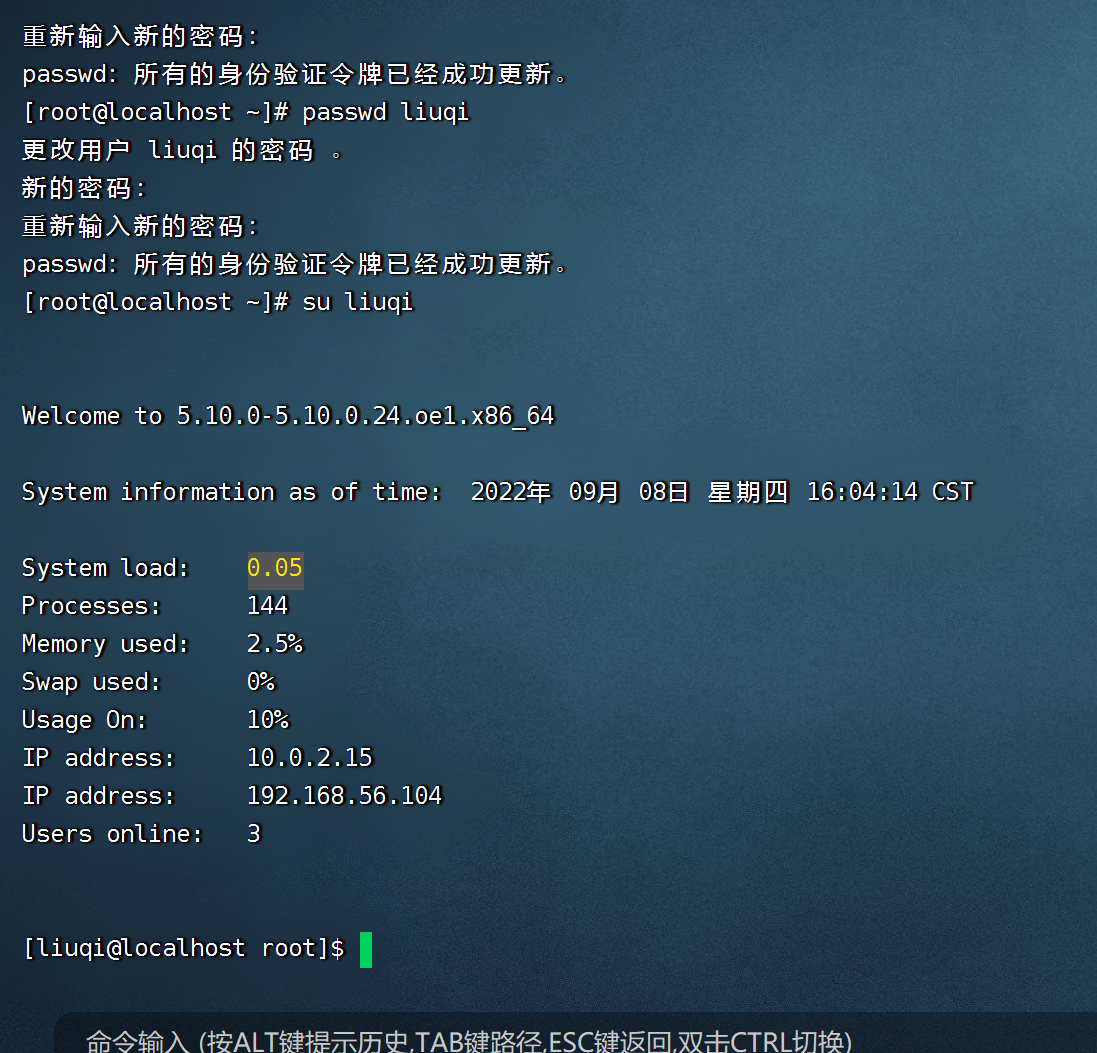 重新输入新的密码：
passwd：所有的身份验证令牌已经成功更新。
[root@localhost ~]# passwd liuqi
更改用户 liuqi 的密码 。
新的密码：
重新输入新的密码：
passwd：所有的身份验证令牌已经成功更新。
[root@localhost ~]# su liuqi
Welcome to 5.10.0-5.10.0.24.oe1.x86_64
System information as of time:  2022年 09月 08日 星期四 16:04:14 CST
System load:    0.05
Processes:      144
Memory used:    2.5%
Swap used:      0%
Usage On:       10%
IP address:     10.0.2.15
IP address:     192.168.56.104
Users online:   3
[liuqi@localhost root]$
命令输入 (按ALT键提示历史,TAB键路径,ESC键返回,双击CTRL切换)